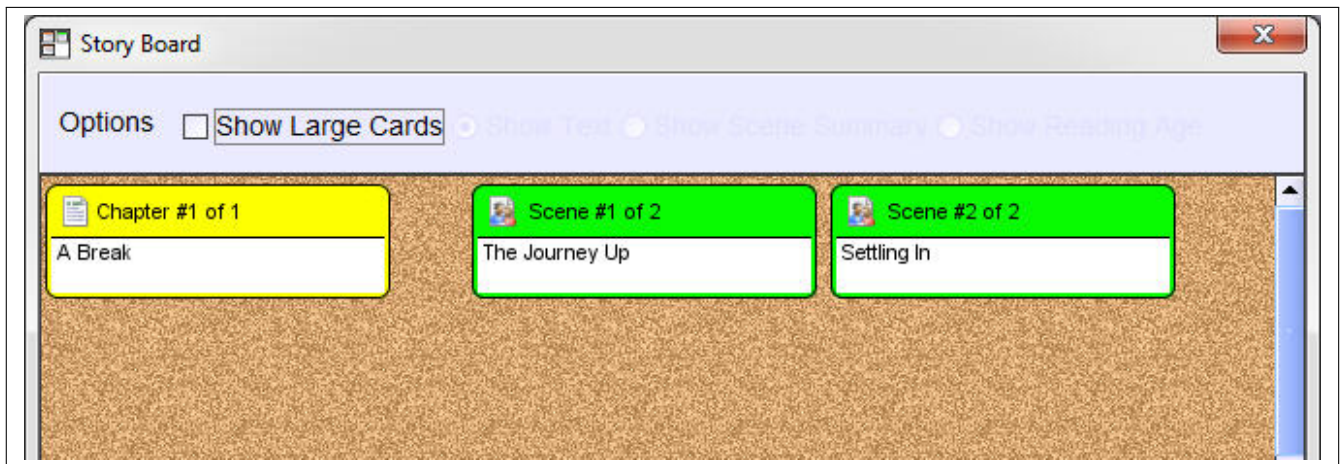 Story Board
Options Show Large Cards Show Text Show Scene Summary Show Reading Age
Chapter #1 of 1 Scene #1 of 2 Scene #2 of 2
A Break The Journey Up Settling In